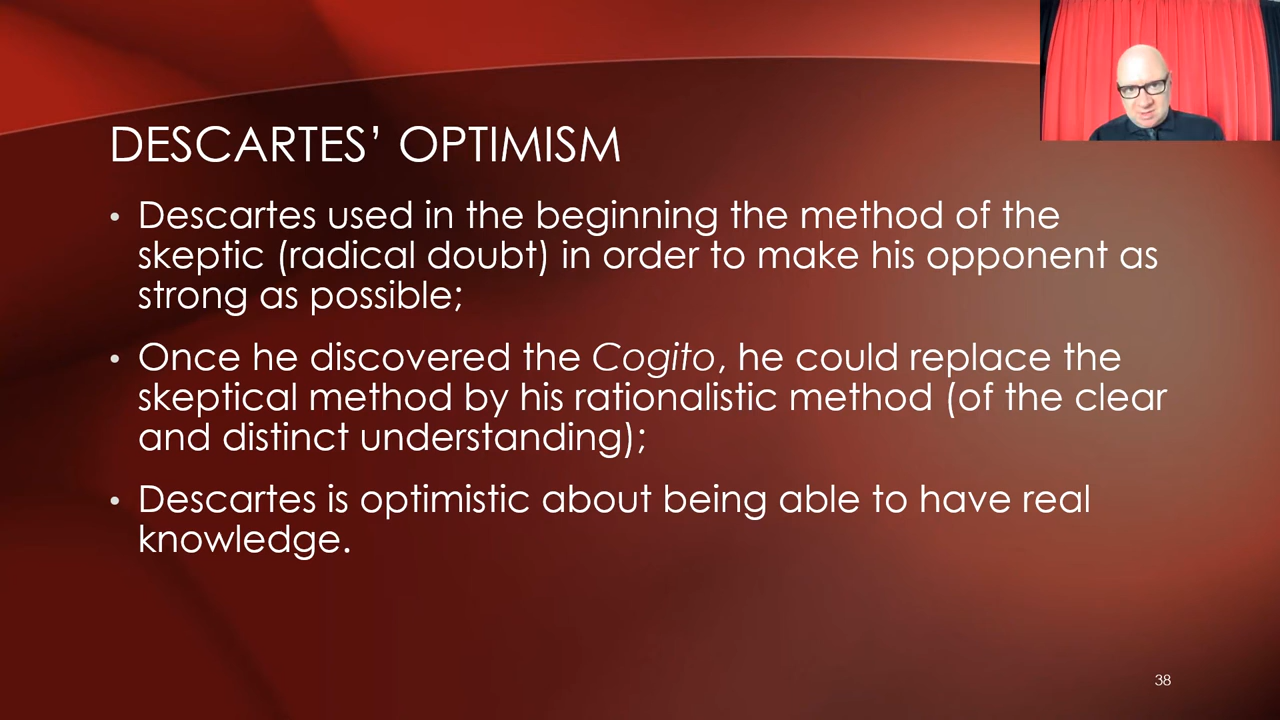 DESCARTES’ OPTIMISM
• Descartes used in the beginning the method of the
skeptic (radical doubt) in order to make his opponent as
strong as possible;
• Once he discovered the Cogito, he could replace the
skeptical method by his rationalistic method (of the clear
and distinct understanding);
• Descartes is optimistic about being able to have real
knowledge.
38